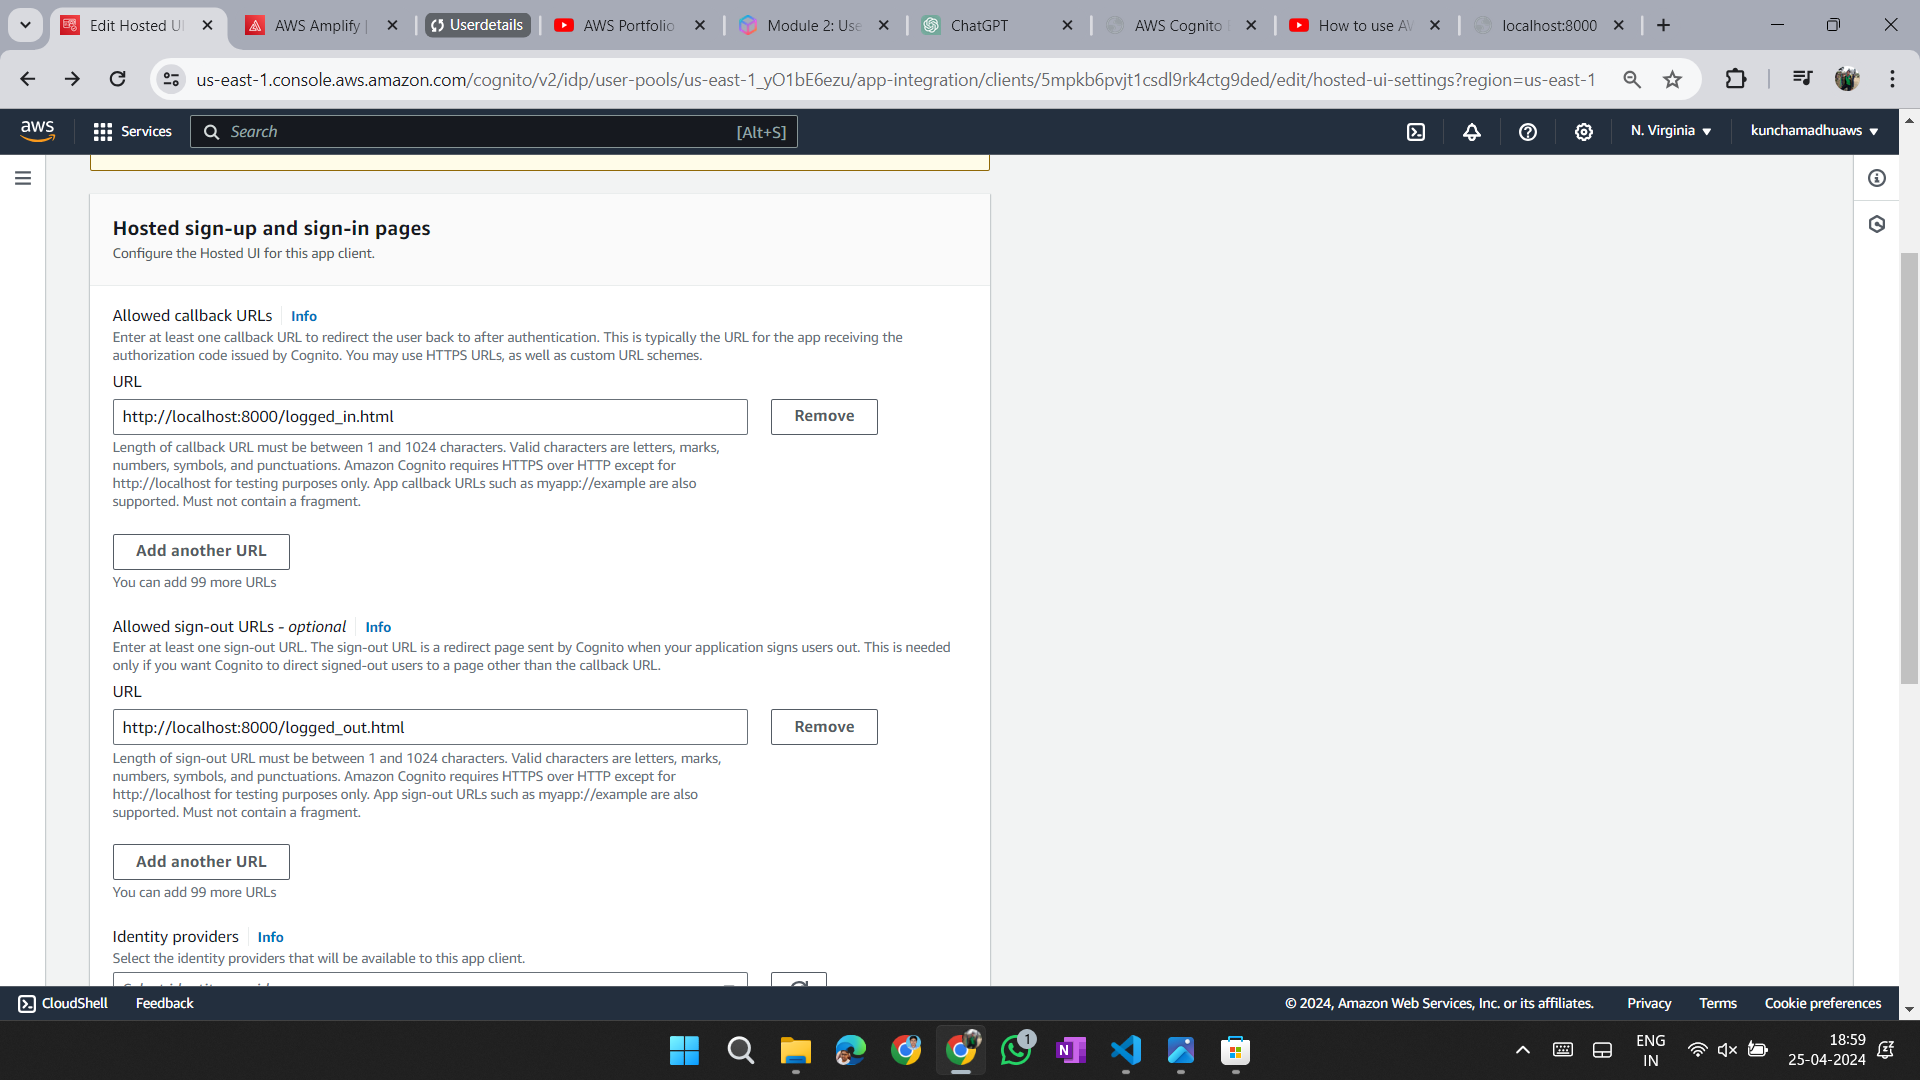 Edit Hosted UI
AWS Amplify |
Userdetails
AWS Portfolio
Module 2: Use
ChatGPT
AWS Cognito
How to use AW
localhost:8000
us-east-1.console.aws.amazon.com/cognito/v2/idp/user-pools/us-east-1_yO1bE6ezu/app-integration/clients/5mpkb6pvjt1csdl9rk4ctg9ded/edit/hosted-ui-settings?region=us-east-1
aws
Services
Search
[Alt+S]
N. Virginia
kunchamadhuaws
Hosted sign-up and sign-in pages
Configure the Hosted UI for this app client.
Allowed callback URLs Info
Enter at least one callback URL to redirect the user back to after authentication. This is typically the URL for the app receiving the
authorization code issued by Cognito. You may use HTTPS URLs, as well as custom URL schemes.
URL
http://localhost:8000/logged_in.html
Remove
Length of callback URL must be between 1 and 1024 characters. Valid characters are letters, marks,
numbers, symbols, and punctuations. Amazon Cognito requires HTTPS over HTTP except for
http://localhost for testing purposes only. App callback URLs such as myapp://example are also
supported. Must not contain a fragment.
Add another URL
You can add 99 more URLs
Allowed sign-out URLs - optional Info
Enter at least one sign-out URL. The sign-out URL is a redirect page sent by Cognito when your application signs users out. This is needed
only if you want Cognito to direct signed-out users to a page other than the callback URL.
URL
http://localhost:8000/logged_out.html
Remove
Length of sign-out URL must be between 1 and 1024 characters. Valid characters are letters, marks,
numbers, symbols, and punctuations. Amazon Cognito requires HTTPS over HTTP except for
http://localhost for testing purposes only. App sign-out URLs such as myapp://example are also
supported. Must not contain a fragment.
Add another URL
You can add 99 more URLs
Identity providers Info
Select the identity providers that will be available to this app client.
CloudShell
Feedback
© 2024, Amazon Web Services, Inc. or its affiliates.
Privacy
Terms
Cookie preferences
1
N
ENG
IN
18:59
25-04-2024